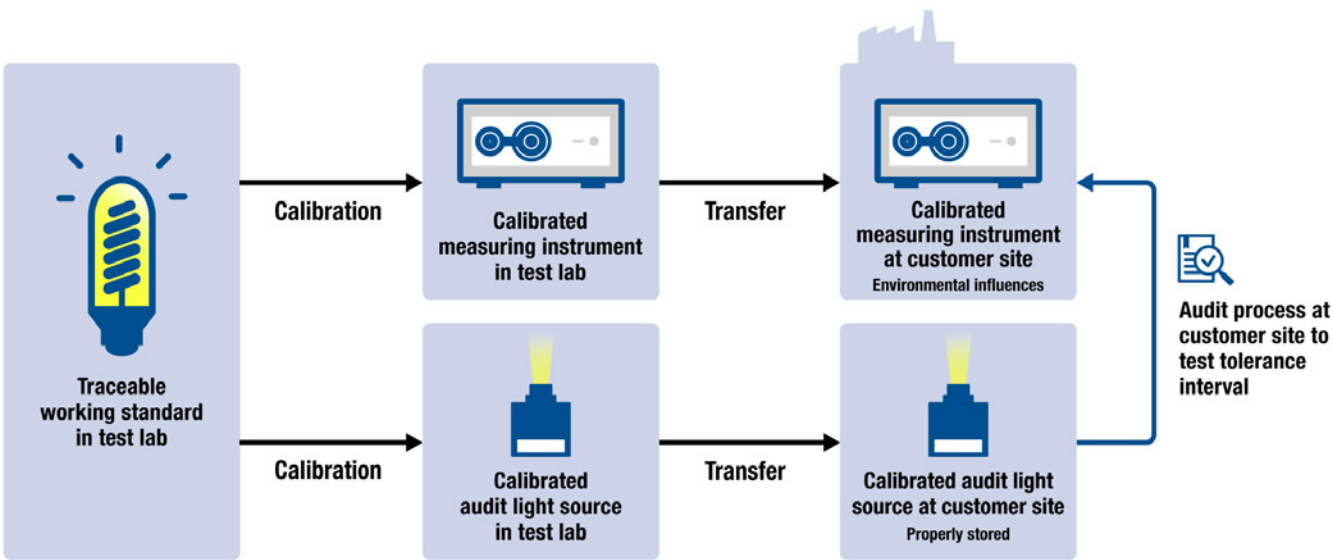 Traceable
working standard
in test lab
Calibration
Calibrated
measuring instrument
in test lab
Transfer
Calibrated
measuring instrument
at customer site
Environmental influences
Calibration
Calibrated
audit light source
in test lab
Transfer
Calibrated audit light
source at customer site
Properly stored
Audit process at
customer site to
test tolerance
interval